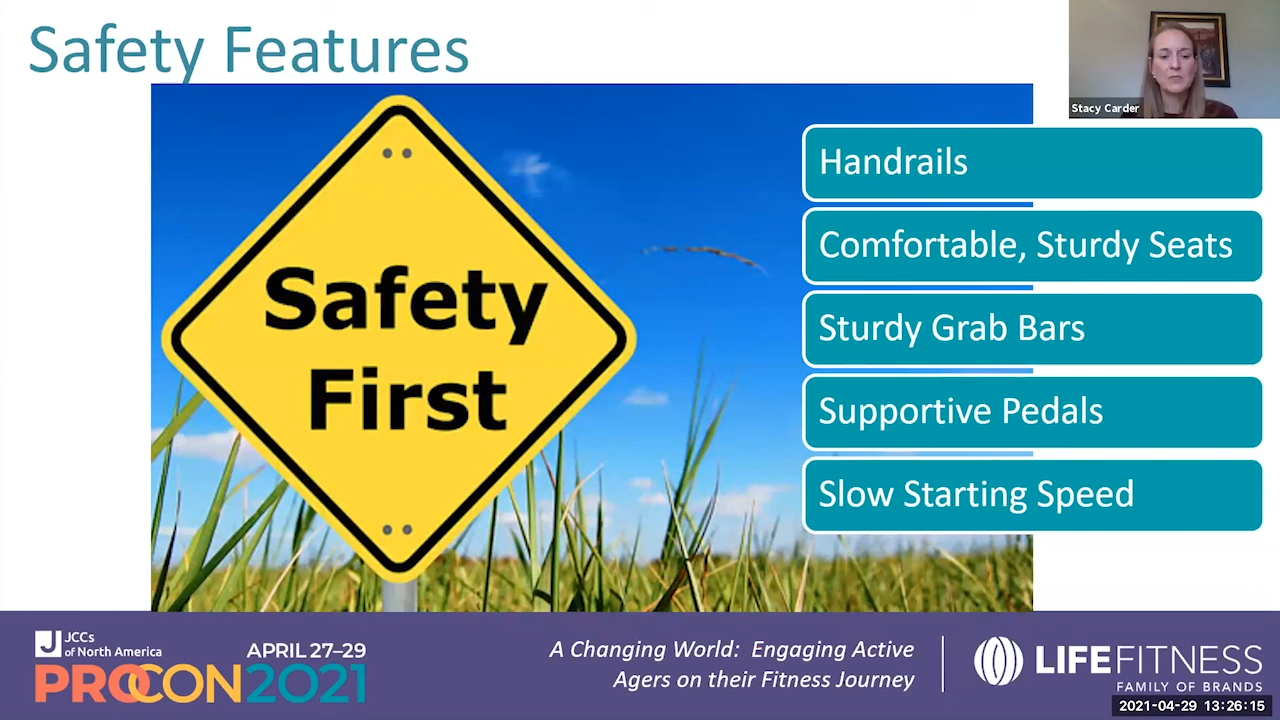 Safety Features
Stacy Carder
Safety
First
Handrails
Comfortable, Sturdy Seats
Sturdy Grab Bars
Supportive Pedals
Slow Starting Speed
J JCCs
of North America
APRIL 27–29
PROCON2021
A Changing World:  Engaging Active
Agers on their Fitness Journey
LIFEFITNESS
FAMILY OF BRANDS
2021-04-29 13:26:15